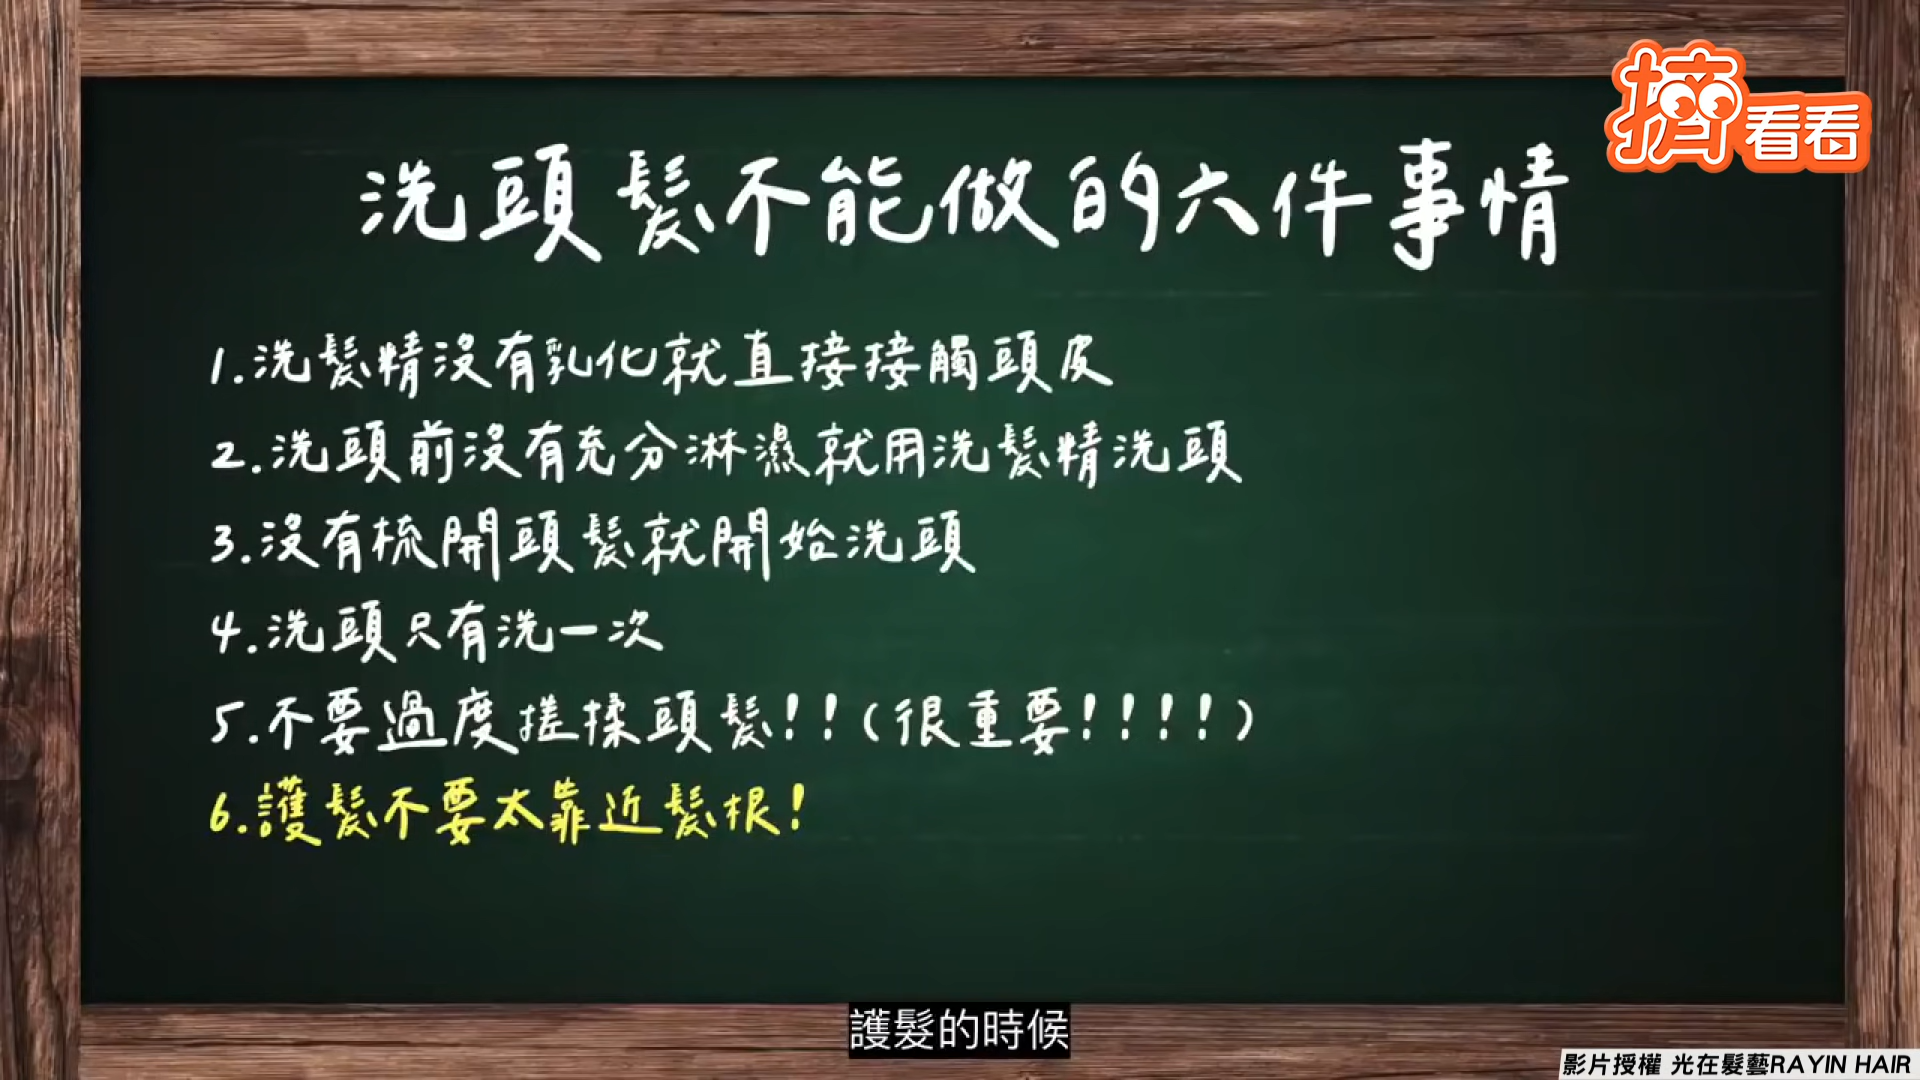 擠看看
洗頭髮不能做的六件事情
1.洗髮精沒有乳化就直接接觸頭皮
2.洗頭前沒有充分淋濕就用洗髮精洗頭
3.沒有梳開頭髮就開始洗頭
4.洗頭只有洗一次
5.不要過度搓揉頭髮!!(很重要!!!!)
6.護髮不要太靠近髮根!
護髮的時候
影片授權 光在髮藝RAYIN HAIR